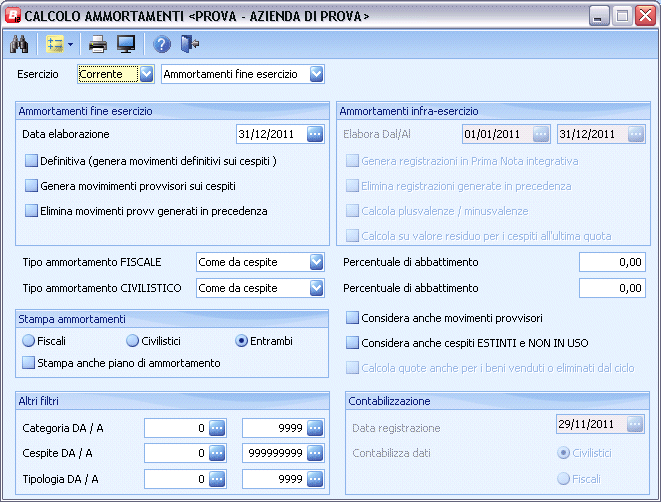 B CALCOLO AMMORTAMENTI <PROVA - AZIENDA DI PROVA>
Esercizio Corrente Ammortamenti fine esercizio
Ammortamenti fine esercizio
Data elaborazione 31/12/2011
Definitiva (genera movimenti definitivi sui cespiti )
Genera movimimenti provvisori sui cespiti
Elimina movimenti provv generati in precedenza
Ammortamenti infra-esercizio
Elabora Dal/Al 01/01/2011 31/12/2011
Genera registrazioni in Prima Nota integrativa
Elimina registrazioni generate in precedenza
Calcola plusvalenze / minusvalenze
Calcola su valore residuo per i cespiti all'ultima quota
Tipo ammortamento FISCALE Come da cespite Percentuale di abbattimento 0,00
Tipo ammortamento CIVILISTICO Come da cespite Percentuale di abbattimento 0,00
Stampa ammortamenti
Fiscali Civilistici Entrambi
Stampa anche piano di ammortamento
Considera anche movimenti provvisori
Considera anche cespiti ESTINTI e NON IN USO
Calcola quote anche per i beni venduti o eliminati dal ciclo
Altri filtri
Categoria DA / A 0 9999
Cespite DA / A 0 999999999
Tipologia DA / A 0 9999
Contabilizzazione
Data registrazione 29/11/2011
Contabilizza dati Civilistici
Fiscali